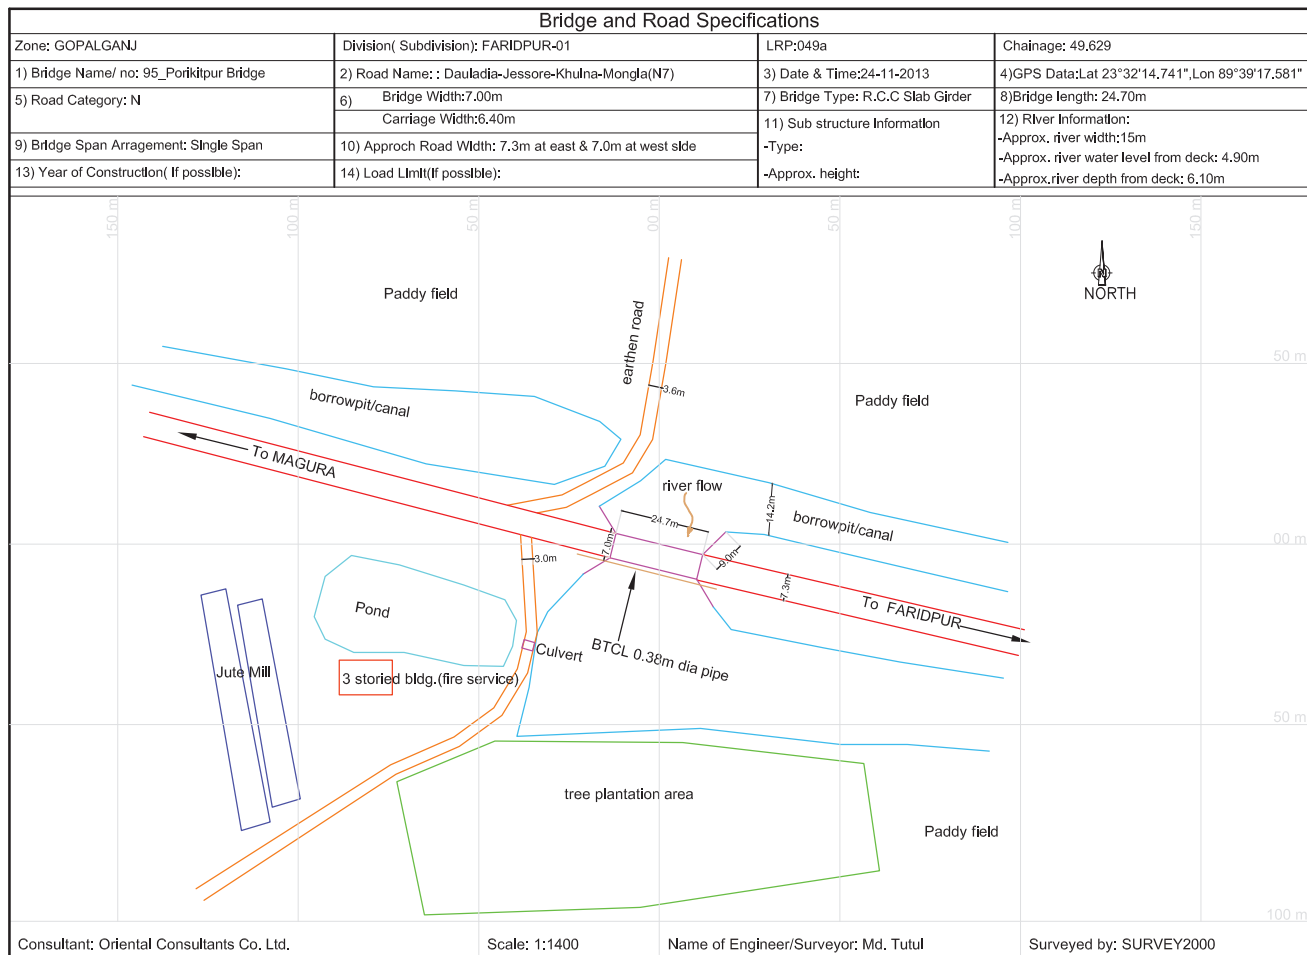 Bridge and Road Specifications
Zone: GOPALGANJ
Division( Subdivision): FARIDPUR-01
LRP:049a
Chainage: 49.629
1) Bridge Name/ no: 95_Porikitpur Bridge
2) Road Name: : Dauladia-Jessore-Khulna-Mongla(N7)
3) Date & Time:24-11-2013
4)GPS Data:Lat 23°32'14.741",Lon 89°39'17.581"
5) Road Category: N
6) Bridge Width:7.00m
Carriage Width:6.40m
7) Bridge Type: R.C.C Slab Girder
8)Bridge length: 24.70m
9) Bridge Span Arragement: Single Span
10) Approch Road Width: 7.3m at east & 7.0m at west side
11) Sub structure Information
-Type:
-Approx. height:
12) River Information:
-Approx. river width:15m
-Approx. river water level from deck: 4.90m
-Approx.river depth from deck: 6.10m
13) Year of Construction( If possible):
14) Load Limit(If possible):
150 m
100 m
50 m
00 m
50 m
100 m
150 m
NORTH
Paddy field
earthen road
3.6m
50 m
borrowpit/canal
Paddy field
To MAGURA
river flow
24.7m
14.2m
borrowpit/canal
7.0m
9.0m
00 m
3.0m
7.3m
Pond
To FARIDPUR
Culvert
BTCL 0.38m dia pipe
Jute Mill
3 storied bldg.(fire service)
50 m
tree plantation area
Paddy field
100 m
Consultant: Oriental Consultants Co. Ltd.
Scale: 1:1400
Name of Engineer/Surveyor: Md. Tutul
Surveyed by: SURVEY2000